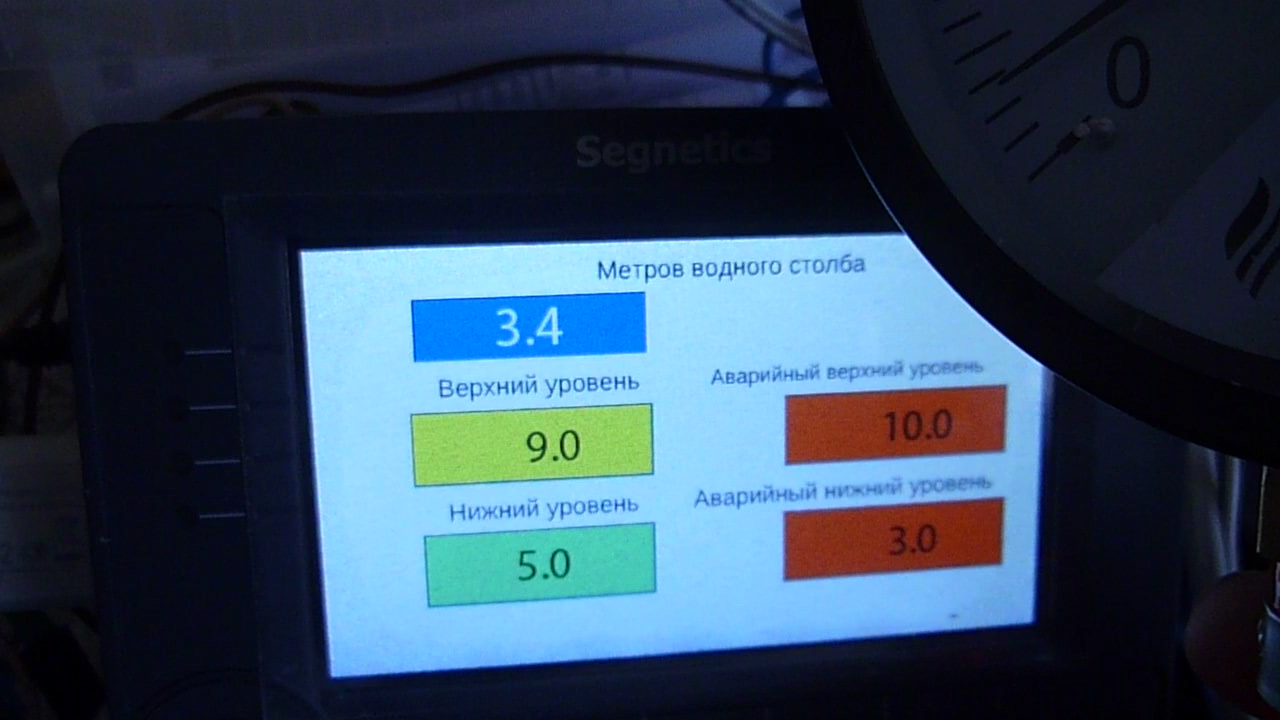 Segnetics
0
Метров водного столба
3.4
Верхний уровень
Аварийный верхний уровень
9.0
10.0
Нижний уровень
Аварийный нижний уровень
5.0
3.0